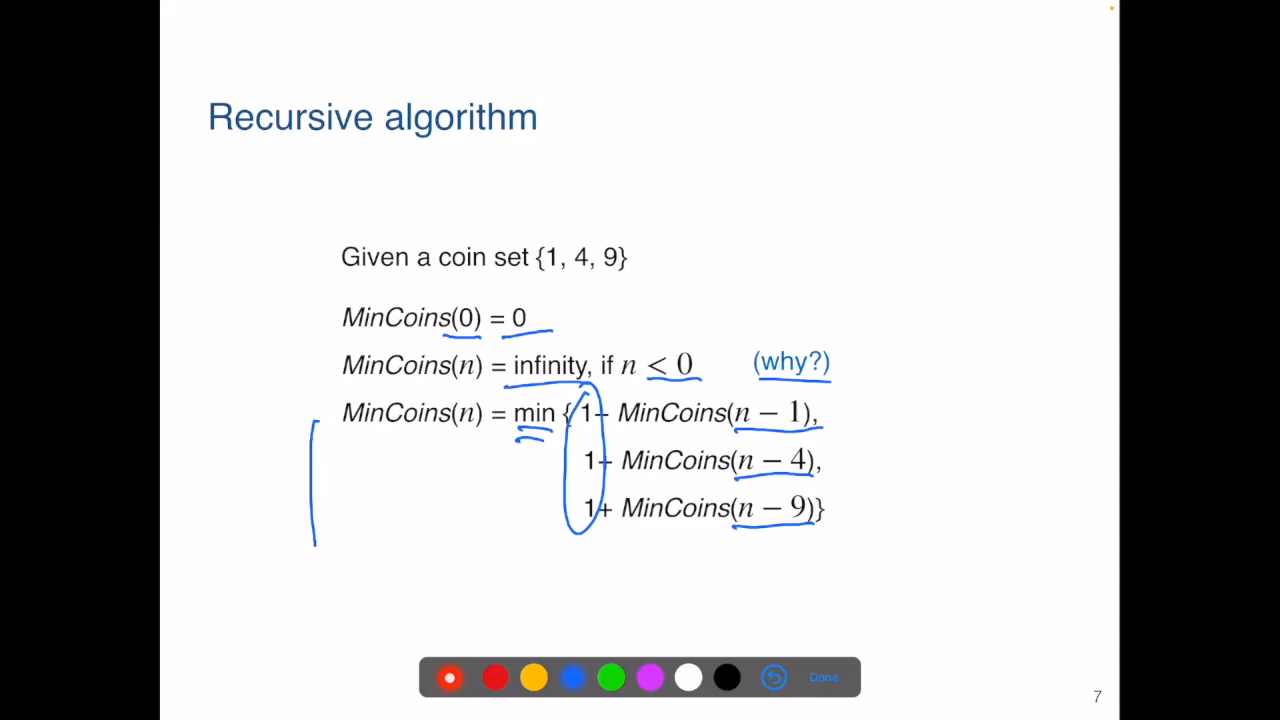 Recursive algorithm
Given a coin set {1, 4, 9}
MinCoins(0) = 0
MinCoins(n) = infinity, if n < 0 (why?)
MinCoins(n) = min { 1+ MinCoins(n − 1),
1+ MinCoins(n − 4),
1+ MinCoins(n − 9)}
Done
7